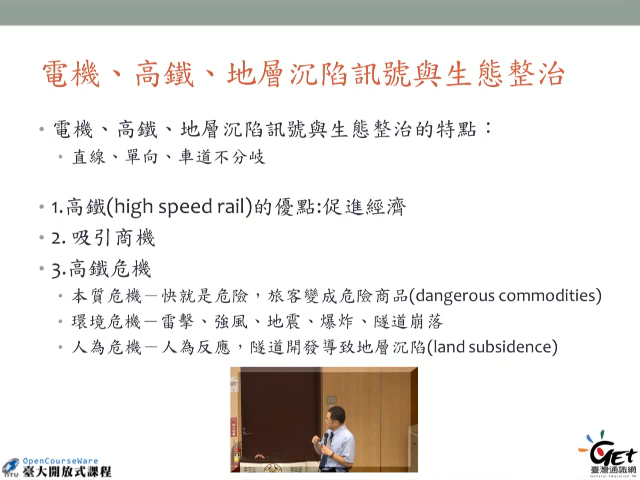 電機、高鐵、地層沉陷訊號與生態整治
• 電機、高鐵、地層沉陷訊號與生態整治的特點：
• 直線、單向、車道不分岐
• 1.高鐵(high speed rail)的優點:促進經濟
• 2. 吸引商機
• 3.高鐵危機
• 本質危機－快就是危險，旅客變成危險商品(dangerous commodities)
• 環境危機－雷擊、強風、地震、爆炸、隧道崩落
• 人為危機－人為反應，隧道開發導致地層沉陷(land subsidence)
OpenCourseWare
NTU 臺大開放式課程
GET
臺灣通識網